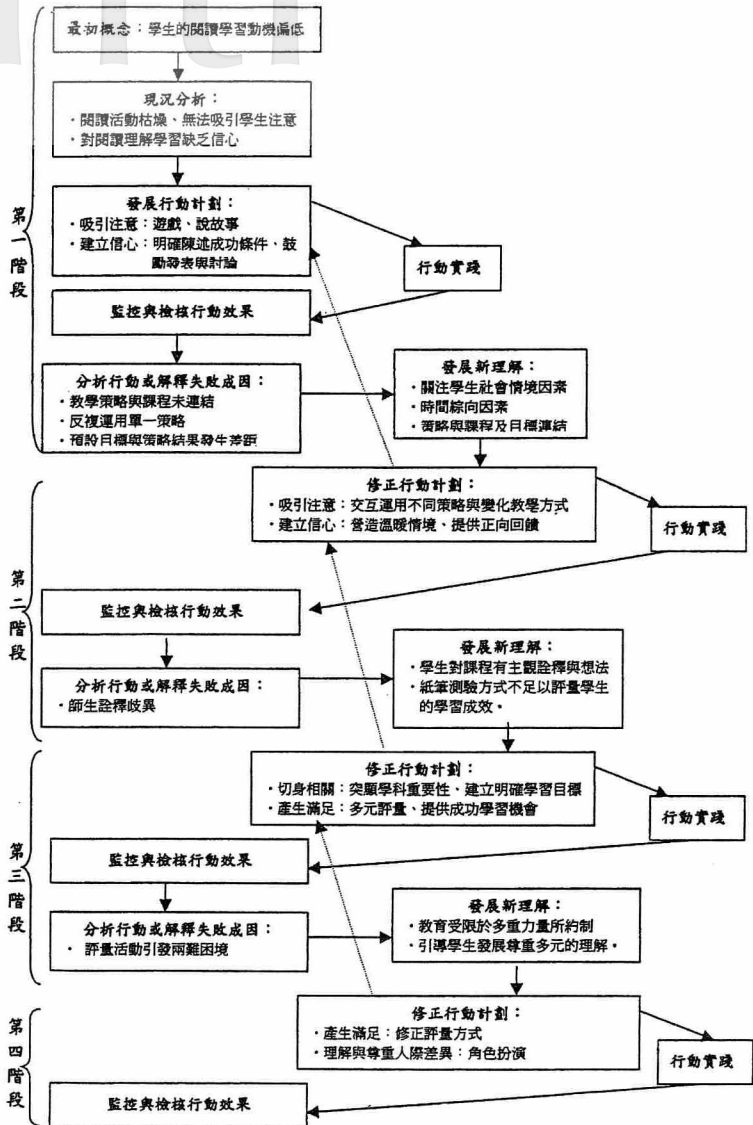 最初概念：學生的閱讀學習動機偏低
現況分析：
・閱讀活動枯燥、無法吸引學生注意
・對閱讀理解學習缺乏信心
第一階段
發展行動計劃：
・吸引注意：遊戲、說故事
・建立信心：明確陳述成功條件、鼓
勵發表與討論
行動實踐
監控與檢核行動效果
分析行動或解釋失敗成因：
・教學策略與課程未連結
・反複運用單一策略
・預設目標與策略結果發生差距
發展新理解：
・關注學生社會情境因素
・時間綜向因素
・策略與課程及目標連結
第二階段
修正行動計劃：
・吸引注意：交互運用不同策略與變化教學方式
・建立信心：營造溫暖情境、提供正向回饋
行動實踐
監控與檢核行動效果
分析行動或解釋失敗成因：
・師生詮釋歧異
發展新理解：
・學生對課程有主觀詮釋與想法
・紙筆測驗方式不足以評量學生
的學習成效。
第三階段
修正行動計劃：
・切身相關：突顯學科重要性、建立明確學習目標
・產生滿足：多元評量、提供成功學習機會
行動實踐
監控與檢核行動效果
分析行動或解釋失敗成因：
・評量活動引發兩難困境
發展新理解：
・教育受限於多重力量所約制
・引導學生發展尊重多元的理解。
第四階段
修正行動計劃：
・產生滿足：修正評量方式
・理解與尊重人際差異：角色扮演
行動實踐
監控與檢核行動效果